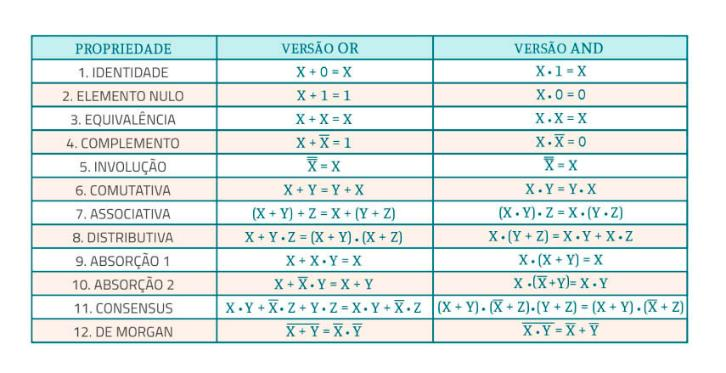 PROPRIEDADE VERSÃO OR VERSÃO AND
1. IDENTIDADE X + 0 = X X • 1 = X
2. ELEMENTO NULO X + 1 = 1 X • 0 = 0
3. EQUIVALÊNCIA X + X = X X • X = X
4. COMPLEMENTO X + X̅ = 1 X • X̅ = 0
5. INVOLUÇÃO X̿ = X X̿ = X
6. COMUTATIVA X + Y = Y + X X • Y = Y • X
7. ASSOCIATIVA (X + Y) + Z = X + (Y + Z) (X • Y) • Z = X • (Y • Z)
8. DISTRIBUTIVA X + Y • Z = (X + Y) • (X + Z) X • (Y + Z) = X • Y + X • Z
9. ABSORÇÃO 1 X + X • Y = X X • (X + Y) = X
10. ABSORÇÃO 2 X + X̅ • Y = X + Y X •(X̅+Y)= X • Y
11. CONSENSUS X • Y + X̅ • Z + Y • Z = X • Y + X̅ • Z (X + Y) • (X̅ + Z)•(Y + Z) = (X + Y) • (X̅ + Z)
12. DE MORGAN X̅ ̅+̅ ̅Y̅ = X̅ • Y̅ X̅ ̅•̅ ̅Y̅ = X̅ + Y̅